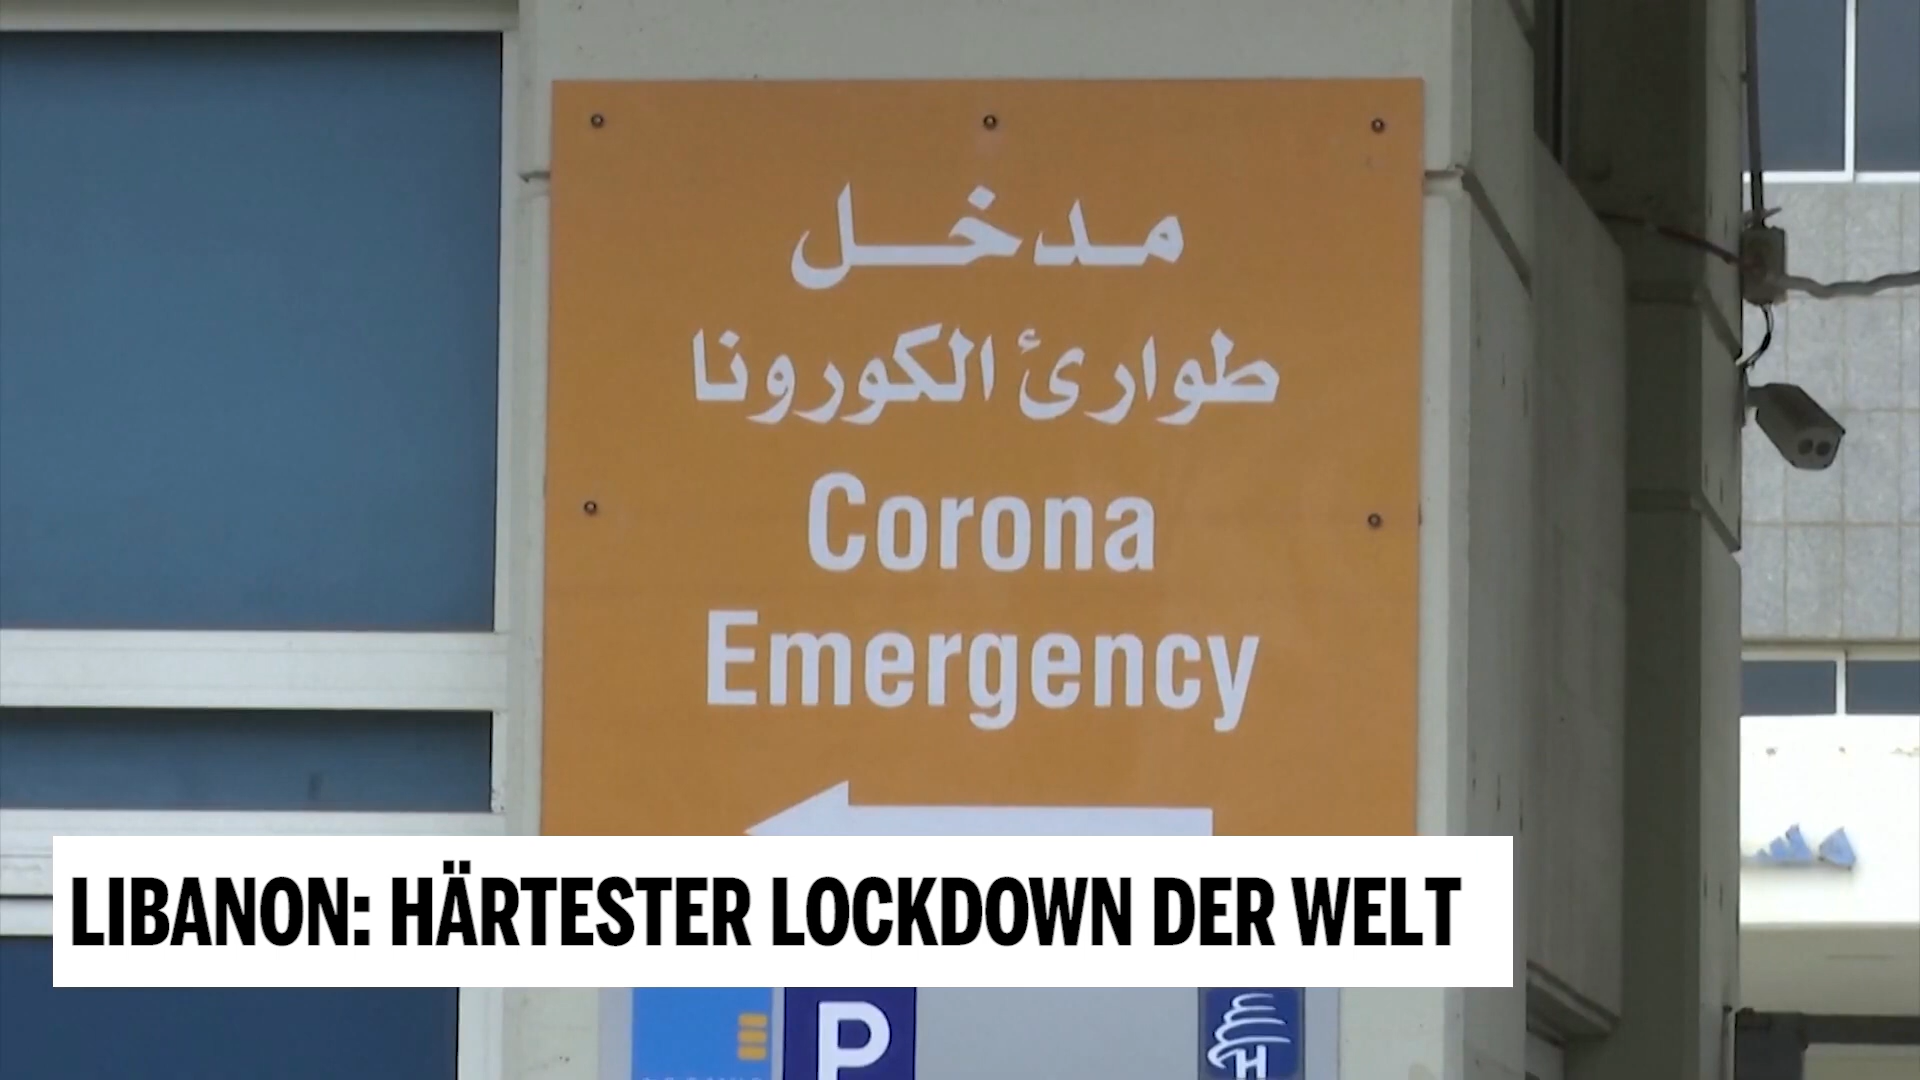 مدخل
طوارئ الكورونا
Corona
Emergency
LIBANON: HÄRTESTER LOCKDOWN DER WELT
P
H